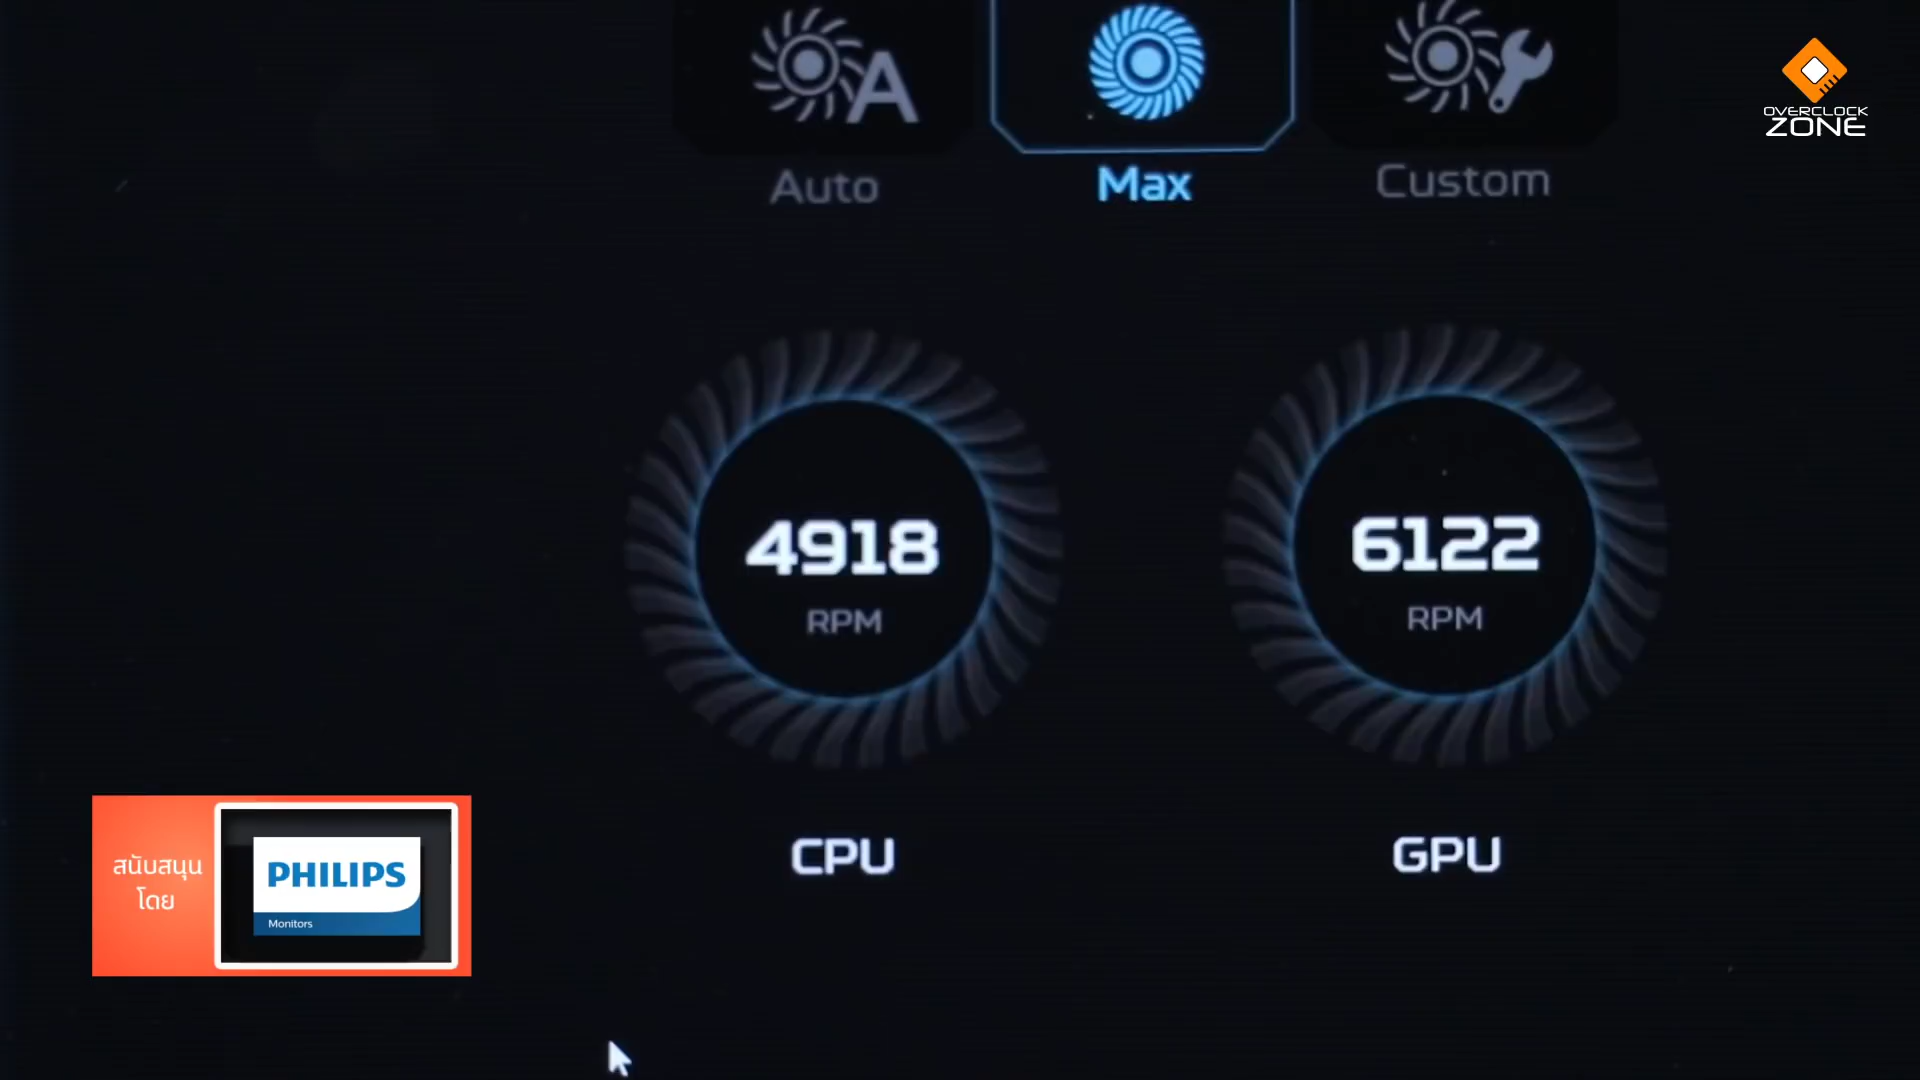 A
OVERCLOCK
ZONE
Auto
Max
Custom
4918
RPM
6122
RPM
CPU
GPU
สนับสนุน
โดย
PHILIPS
Monitors